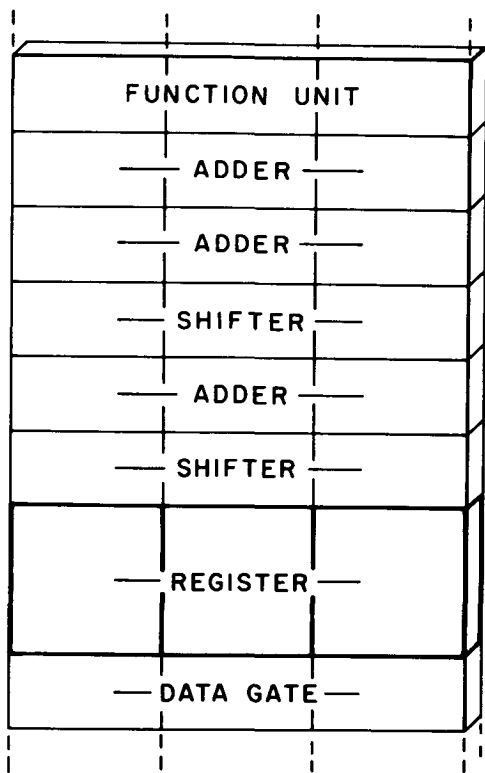 FUNCTION UNIT
ADDER
ADDER
SHIFTER
ADDER
SHIFTER
REGISTER
DATA GATE